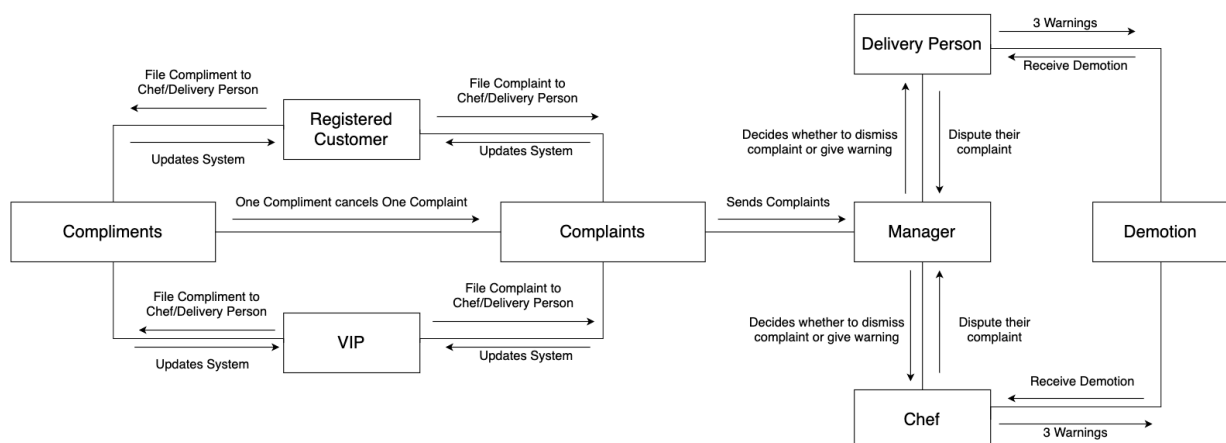 File Compliment to
Chef/Delivery Person
Updates System
Registered
Customer
File Complaint to
Chef/Delivery Person
Updates System
Compliments
One Compliment cancels One Complaint
Complaints
File Compliment to
Chef/Delivery Person
Updates System
VIP
File Complaint to
Chef/Delivery Person
Updates System
Sends Complaints
Delivery Person
3 Warnings
Receive Demotion
Decides whether to dismiss
complaint or give warning
Dispute their
complaint
Manager
Demotion
Decides whether to dismiss
complaint or give warning
Dispute their
complaint
Chef
Receive Demotion
3 Warnings